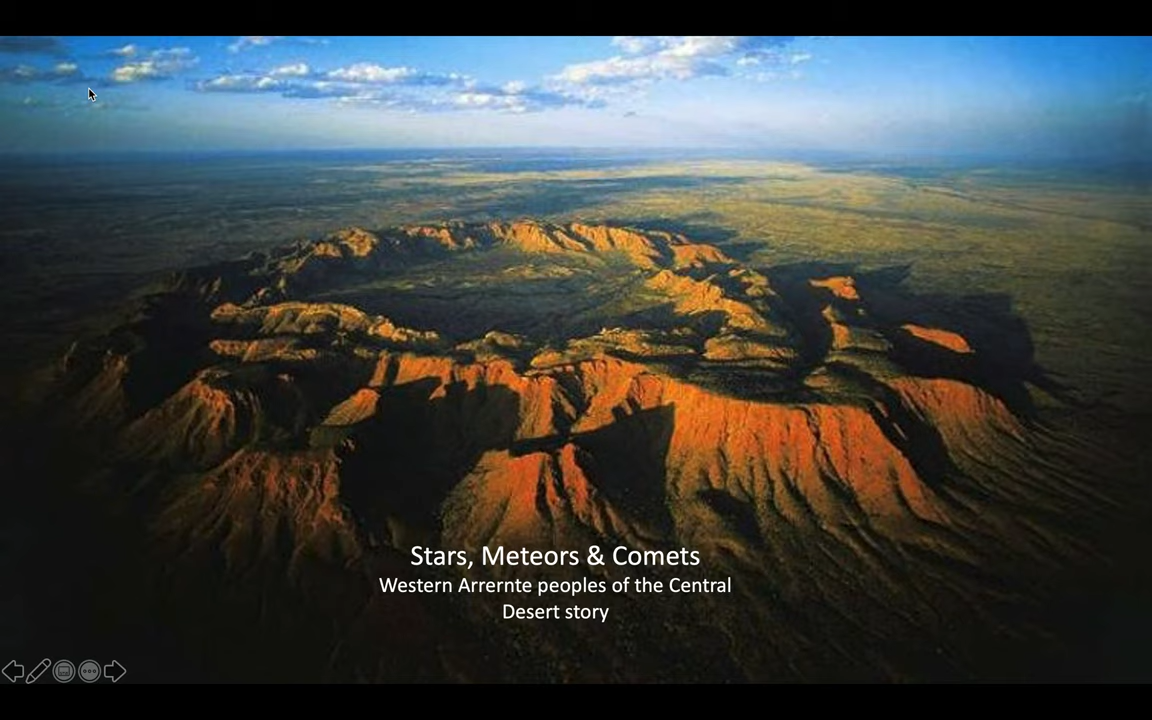 Stars, Meteors & Comets
Western Arrernte peoples of the Central
Desert story